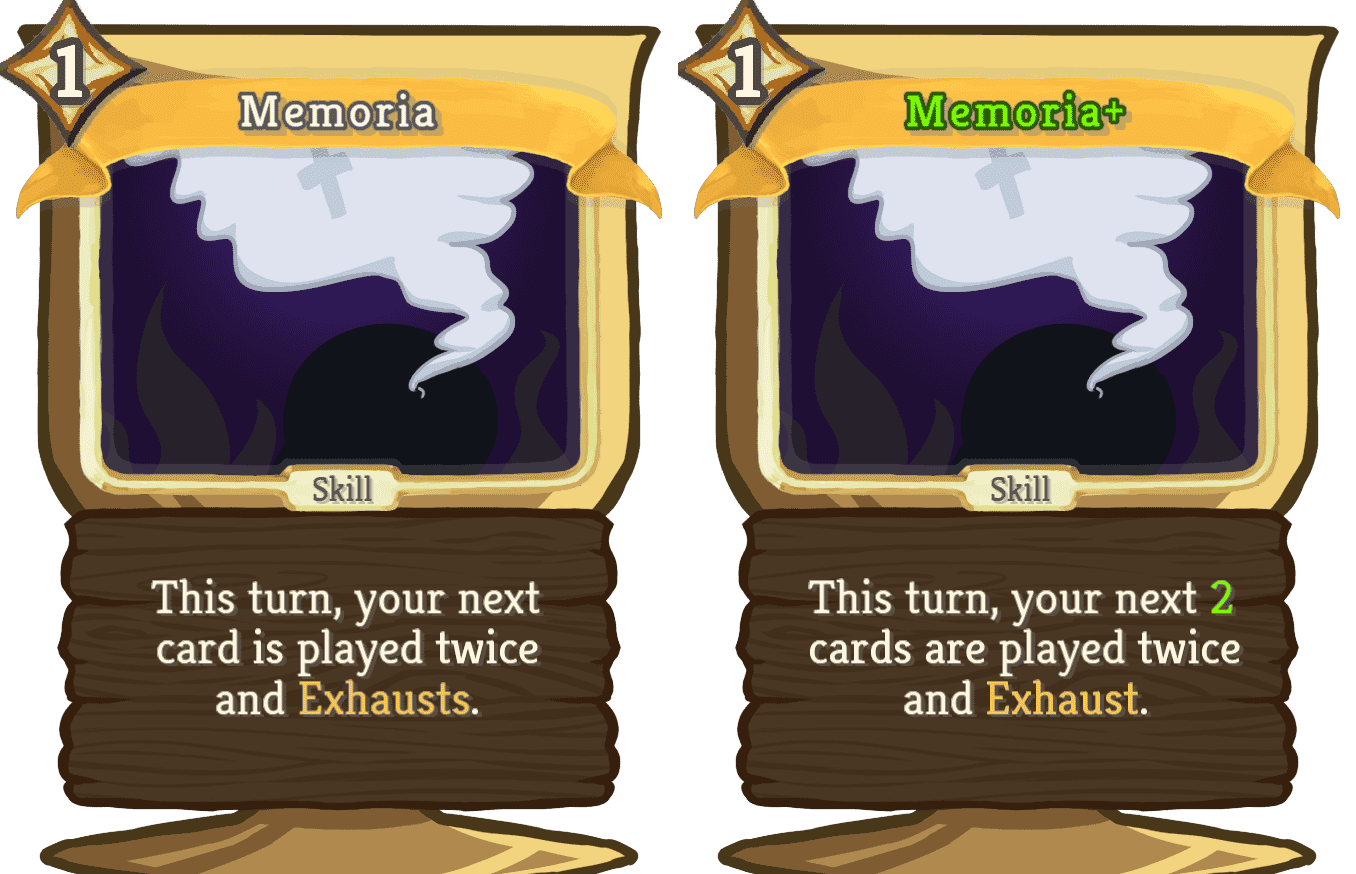 1
Memoria
Skill
This turn, your next
card is played twice
and Exhausts.
1
Memoria+
Skill
This turn, your next 2
cards are played twice
and Exhaust.